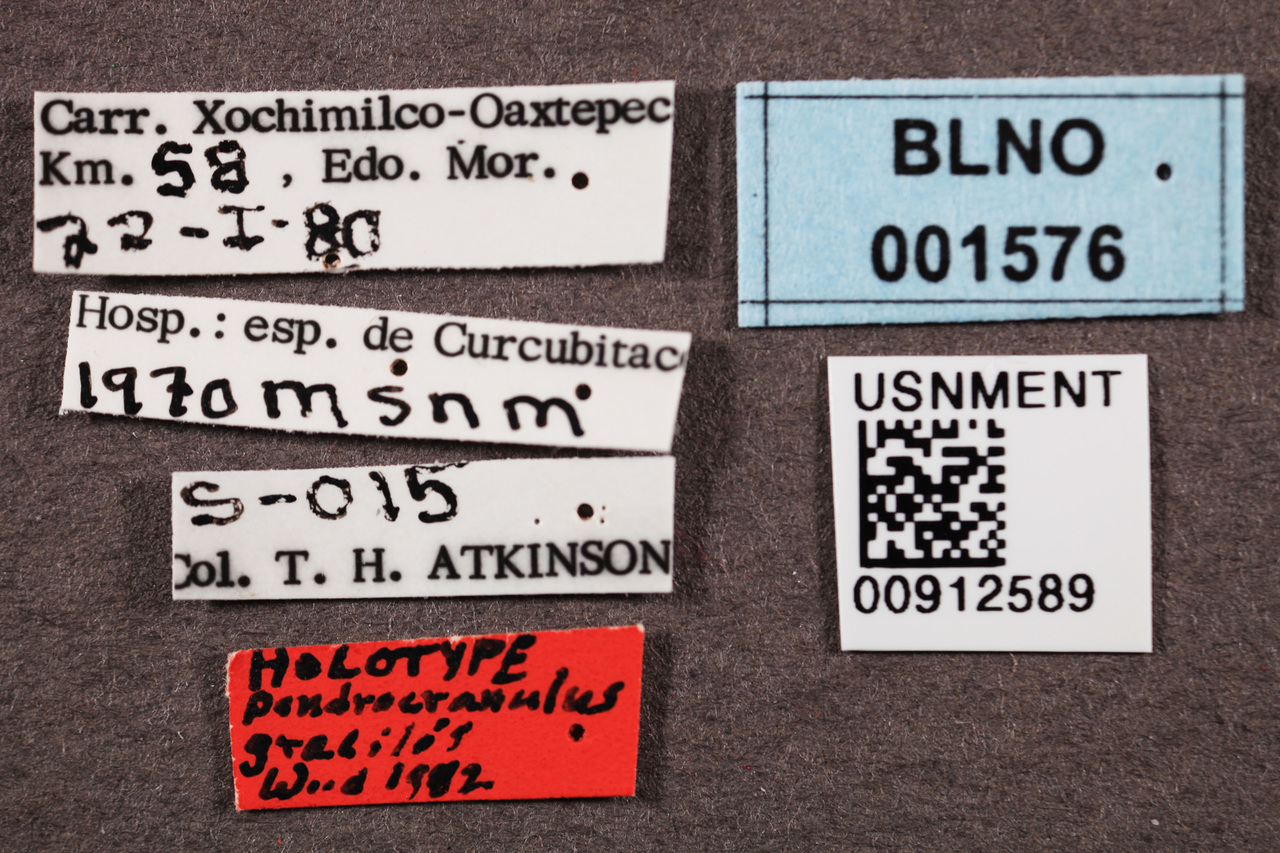 Carr. Xochimilco-Oaxtepec
Km. 58, Edo. Mor.
22-I-80
Hosp.: esp. de Curcubitac
1970 m s n m
S-015
Col. T. H. ATKINSON
HOLOTYPE
Dendrocranulus
gracilis
Wood 1982
BLNO
001576
USNMENT
00912589